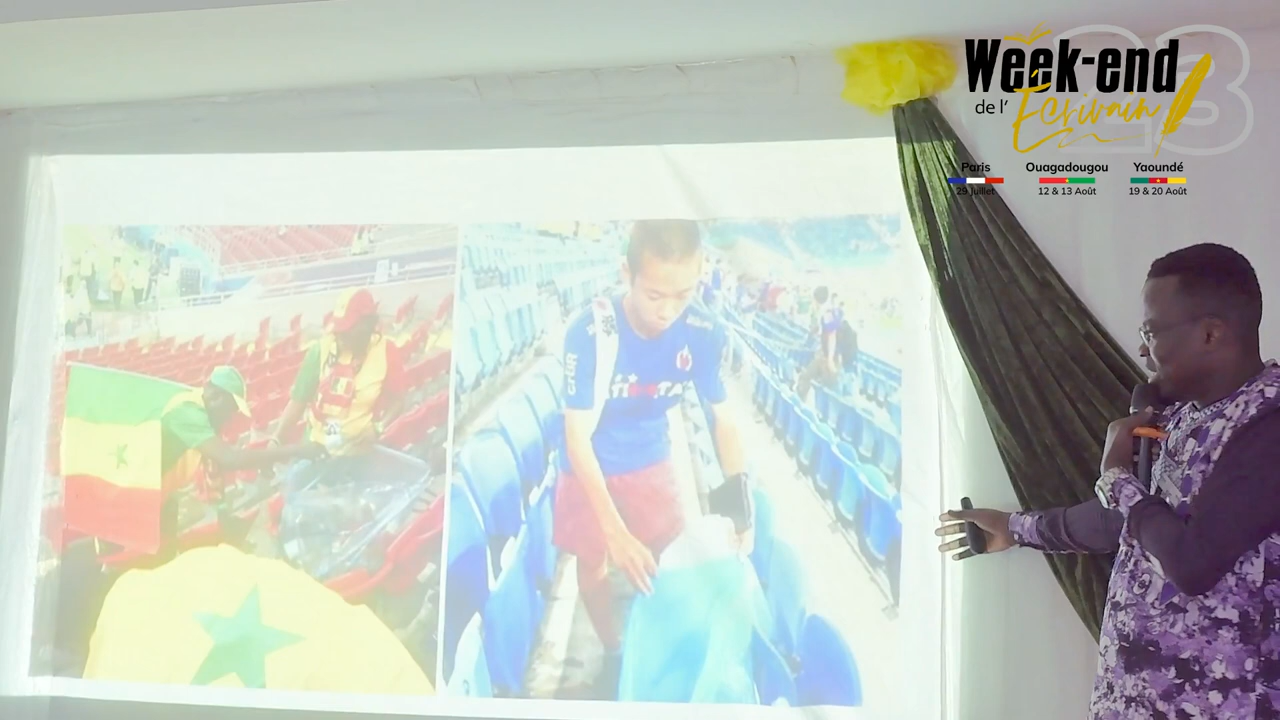 Week-end
23
de l'Écrivain
Paris
Ouagadougou
Yaoundé
29 Juillet
12 & 13 Août
19 & 20 Août